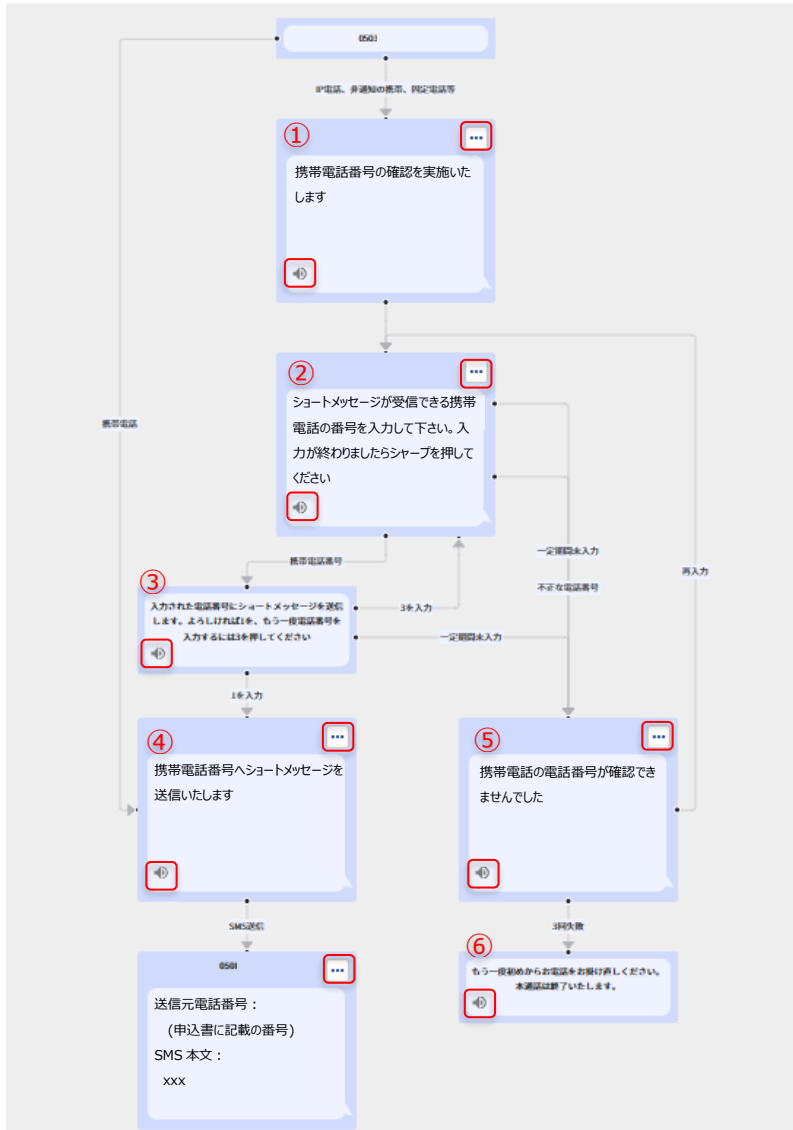 0503
IP電話、非通知の携帯、固定電話等
①
携帯電話番号の確認を実施いた
します
②
ショートメッセージが受信できる携帯
電話の番号を入力して下さい。入
力が終わりましたらシャープを押して
ください
携帯電話
一定期間未入力
不正な電話番号
再入力
携帯電話番号
③
入力された電話番号にショートメッセージを送信
します。よろしければ1を、もう一度電話番号を
入力するには3を押してください
3を入力
一定期間未入力
1を入力
④
携帯電話番号へショートメッセージを
送信いたします
⑤
携帯電話の電話番号が確認でき
ませんでした
SMS送信
3回失敗
050
送信元電話番号：
(申込書に記載の番号)
SMS 本文：
xxx
⑥
もう一度初めからお電話をお掛け直しください。
本通話は終了いたします。